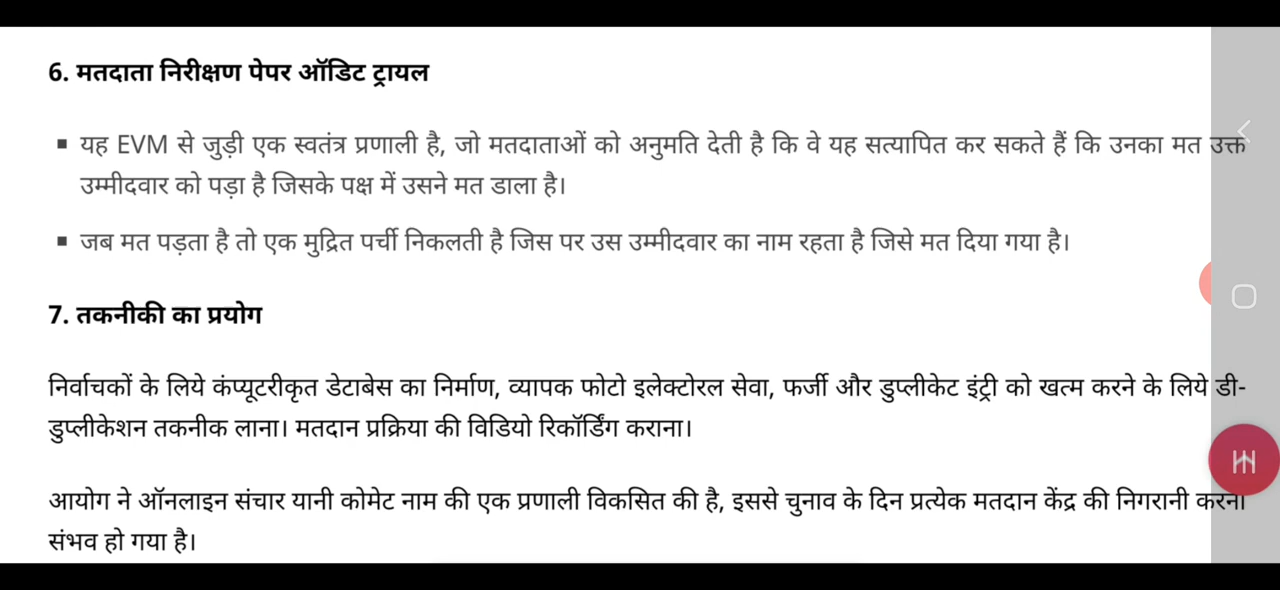 6. मतदाता निरीक्षण पेपर ऑडिट ट्रायल
▪ यह EVM से जुड़ी एक स्वतंत्र प्रणाली है, जो मतदाताओं को अनुमति देती है कि वे यह सत्यापित कर सकते हैं कि उनका मत उक्त
उम्मीदवार को पड़ा है जिसके पक्ष में उसने मत डाला है।
▪ जब मत पड़ता है तो एक मुद्रित पर्ची निकलती है जिस पर उस उम्मीदवार का नाम रहता है जिसे मत दिया गया है।
7. तकनीकी का प्रयोग
निर्वाचकों के लिये कंप्यूटरीकृत डेटाबेस का निर्माण, व्यापक फोटो इलेक्टोरल सेवा, फर्जी और डुप्लीकेट इंट्री को खत्म करने के लिये डी-
डुप्लीकेशन तकनीक लाना। मतदान प्रक्रिया की विडियो रिकॉर्डिंग कराना।
आयोग ने ऑनलाइन संचार यानी कोमेट नाम की एक प्रणाली विकसित की है, इससे चुनाव के दिन प्रत्येक मतदान केंद्र की निगरानी करना
संभव हो गया है।